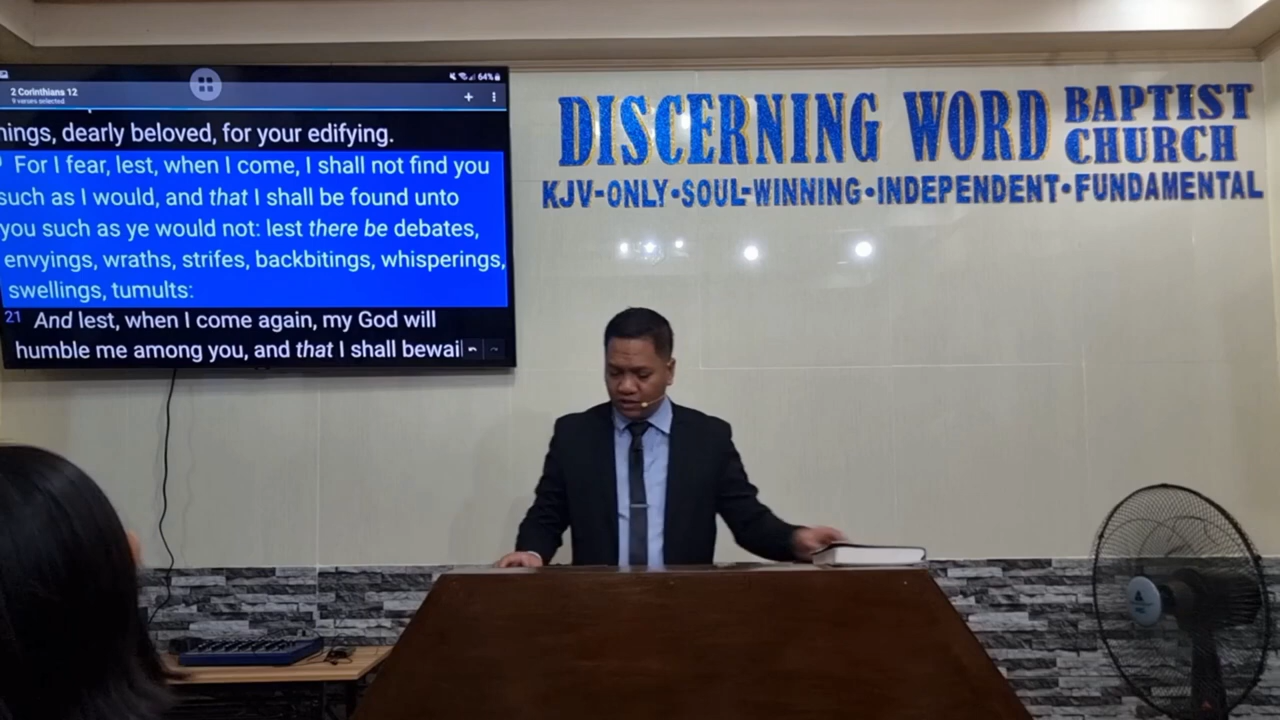 64%
2 Corinthians 12
9 verses selected
hings, dearly beloved, for your edifying.
For I fear, lest, when I come, I shall not find you
such as I would, and that I shall be found unto
you such as ye would not: lest there be debates,
envyings, wraths, strifes, backbitings, whisperings,
swellings, tumults:
21 And lest, when I come again, my God will
humble me among you, and that I shall bewail
DISCERNING WORD BAPTIST
CHURCH
KJV-ONLY•SOUL-WINNING•INDEPENDENT•FUNDAMENTAL